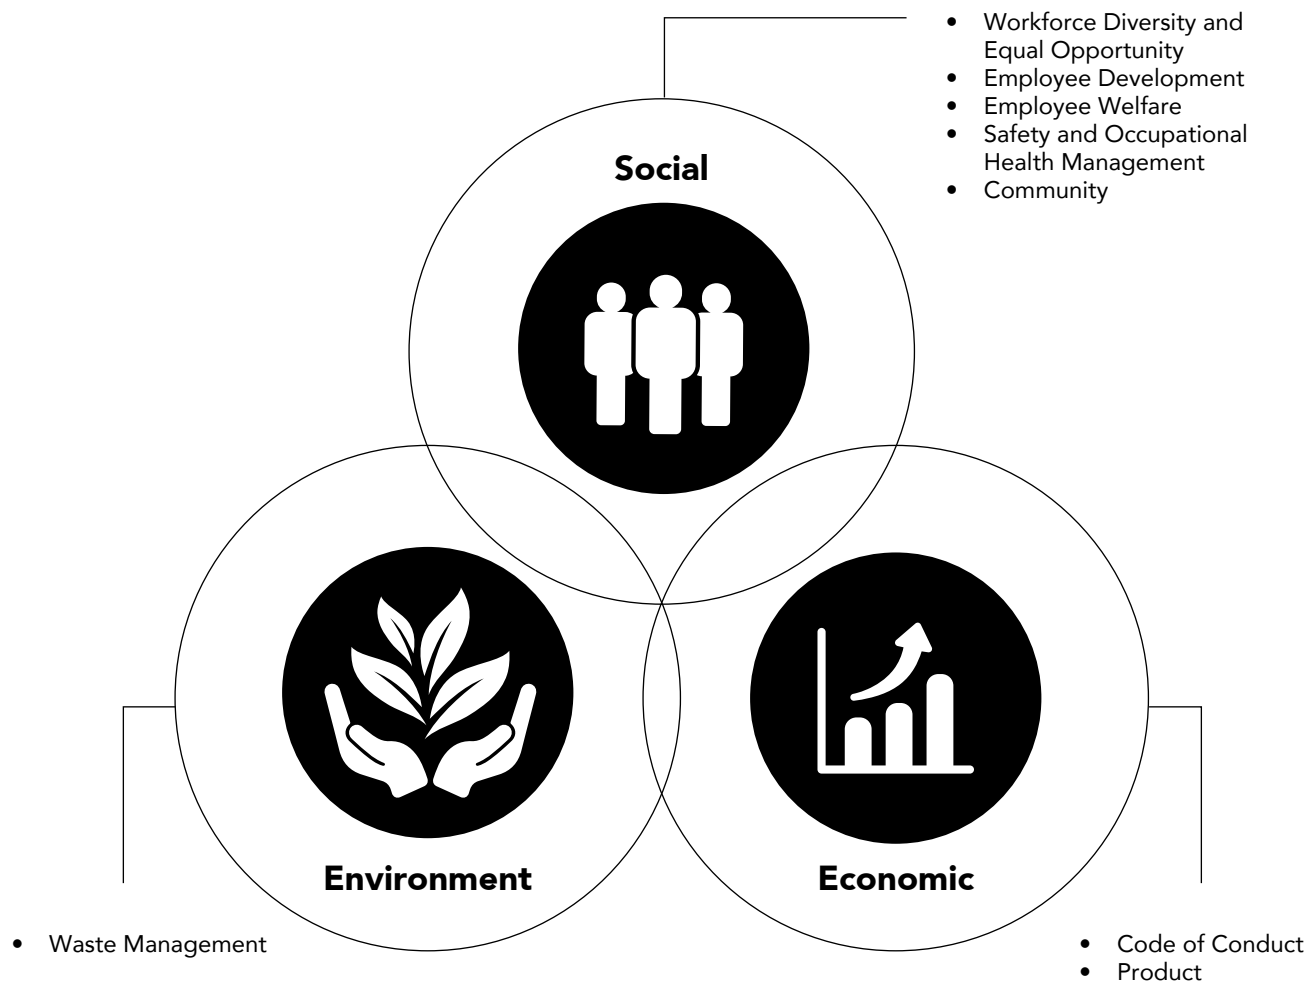 • Workforce Diversity and
Equal Opportunity
• Employee Development
• Employee Welfare
• Safety and Occupational
Health Management
• Community
Social
Environment
Economic
• Waste Management
• Code of Conduct
• Product